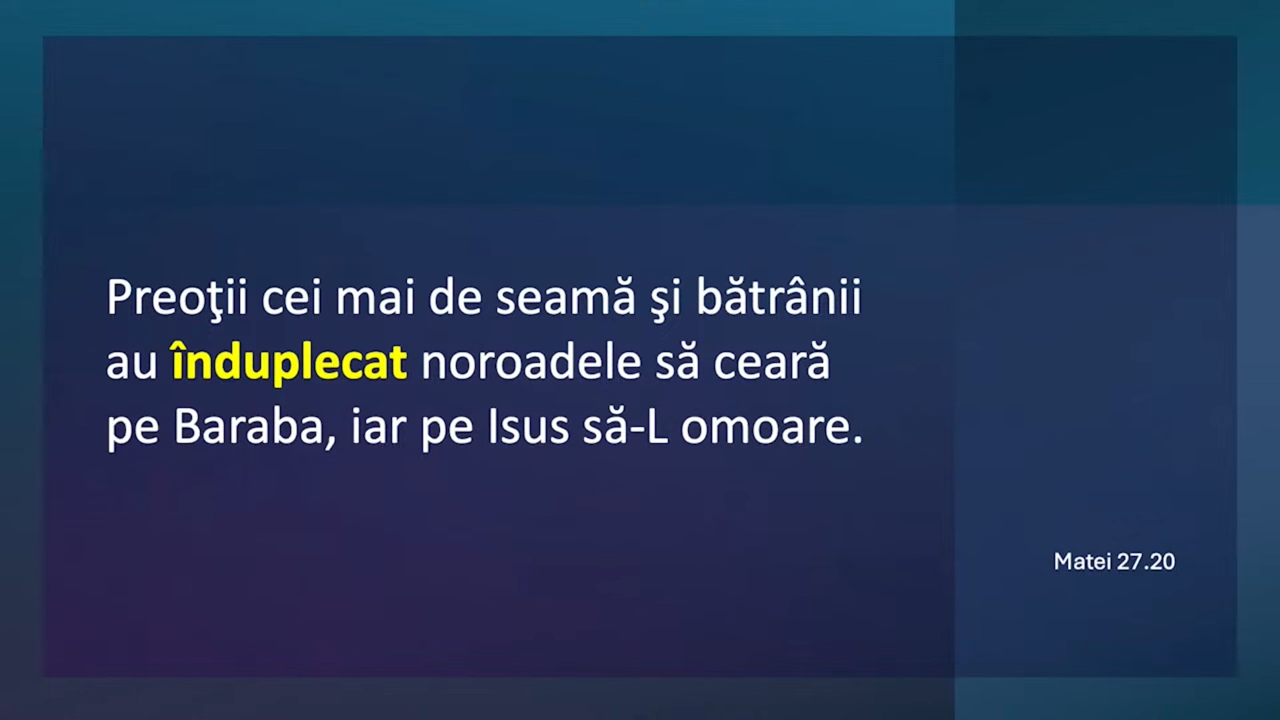 Preoţii cei mai de seamă şi bătrânii
au înduplecat noroadele să ceară
pe Baraba, iar pe Isus să-L omoare.
Matei 27.20